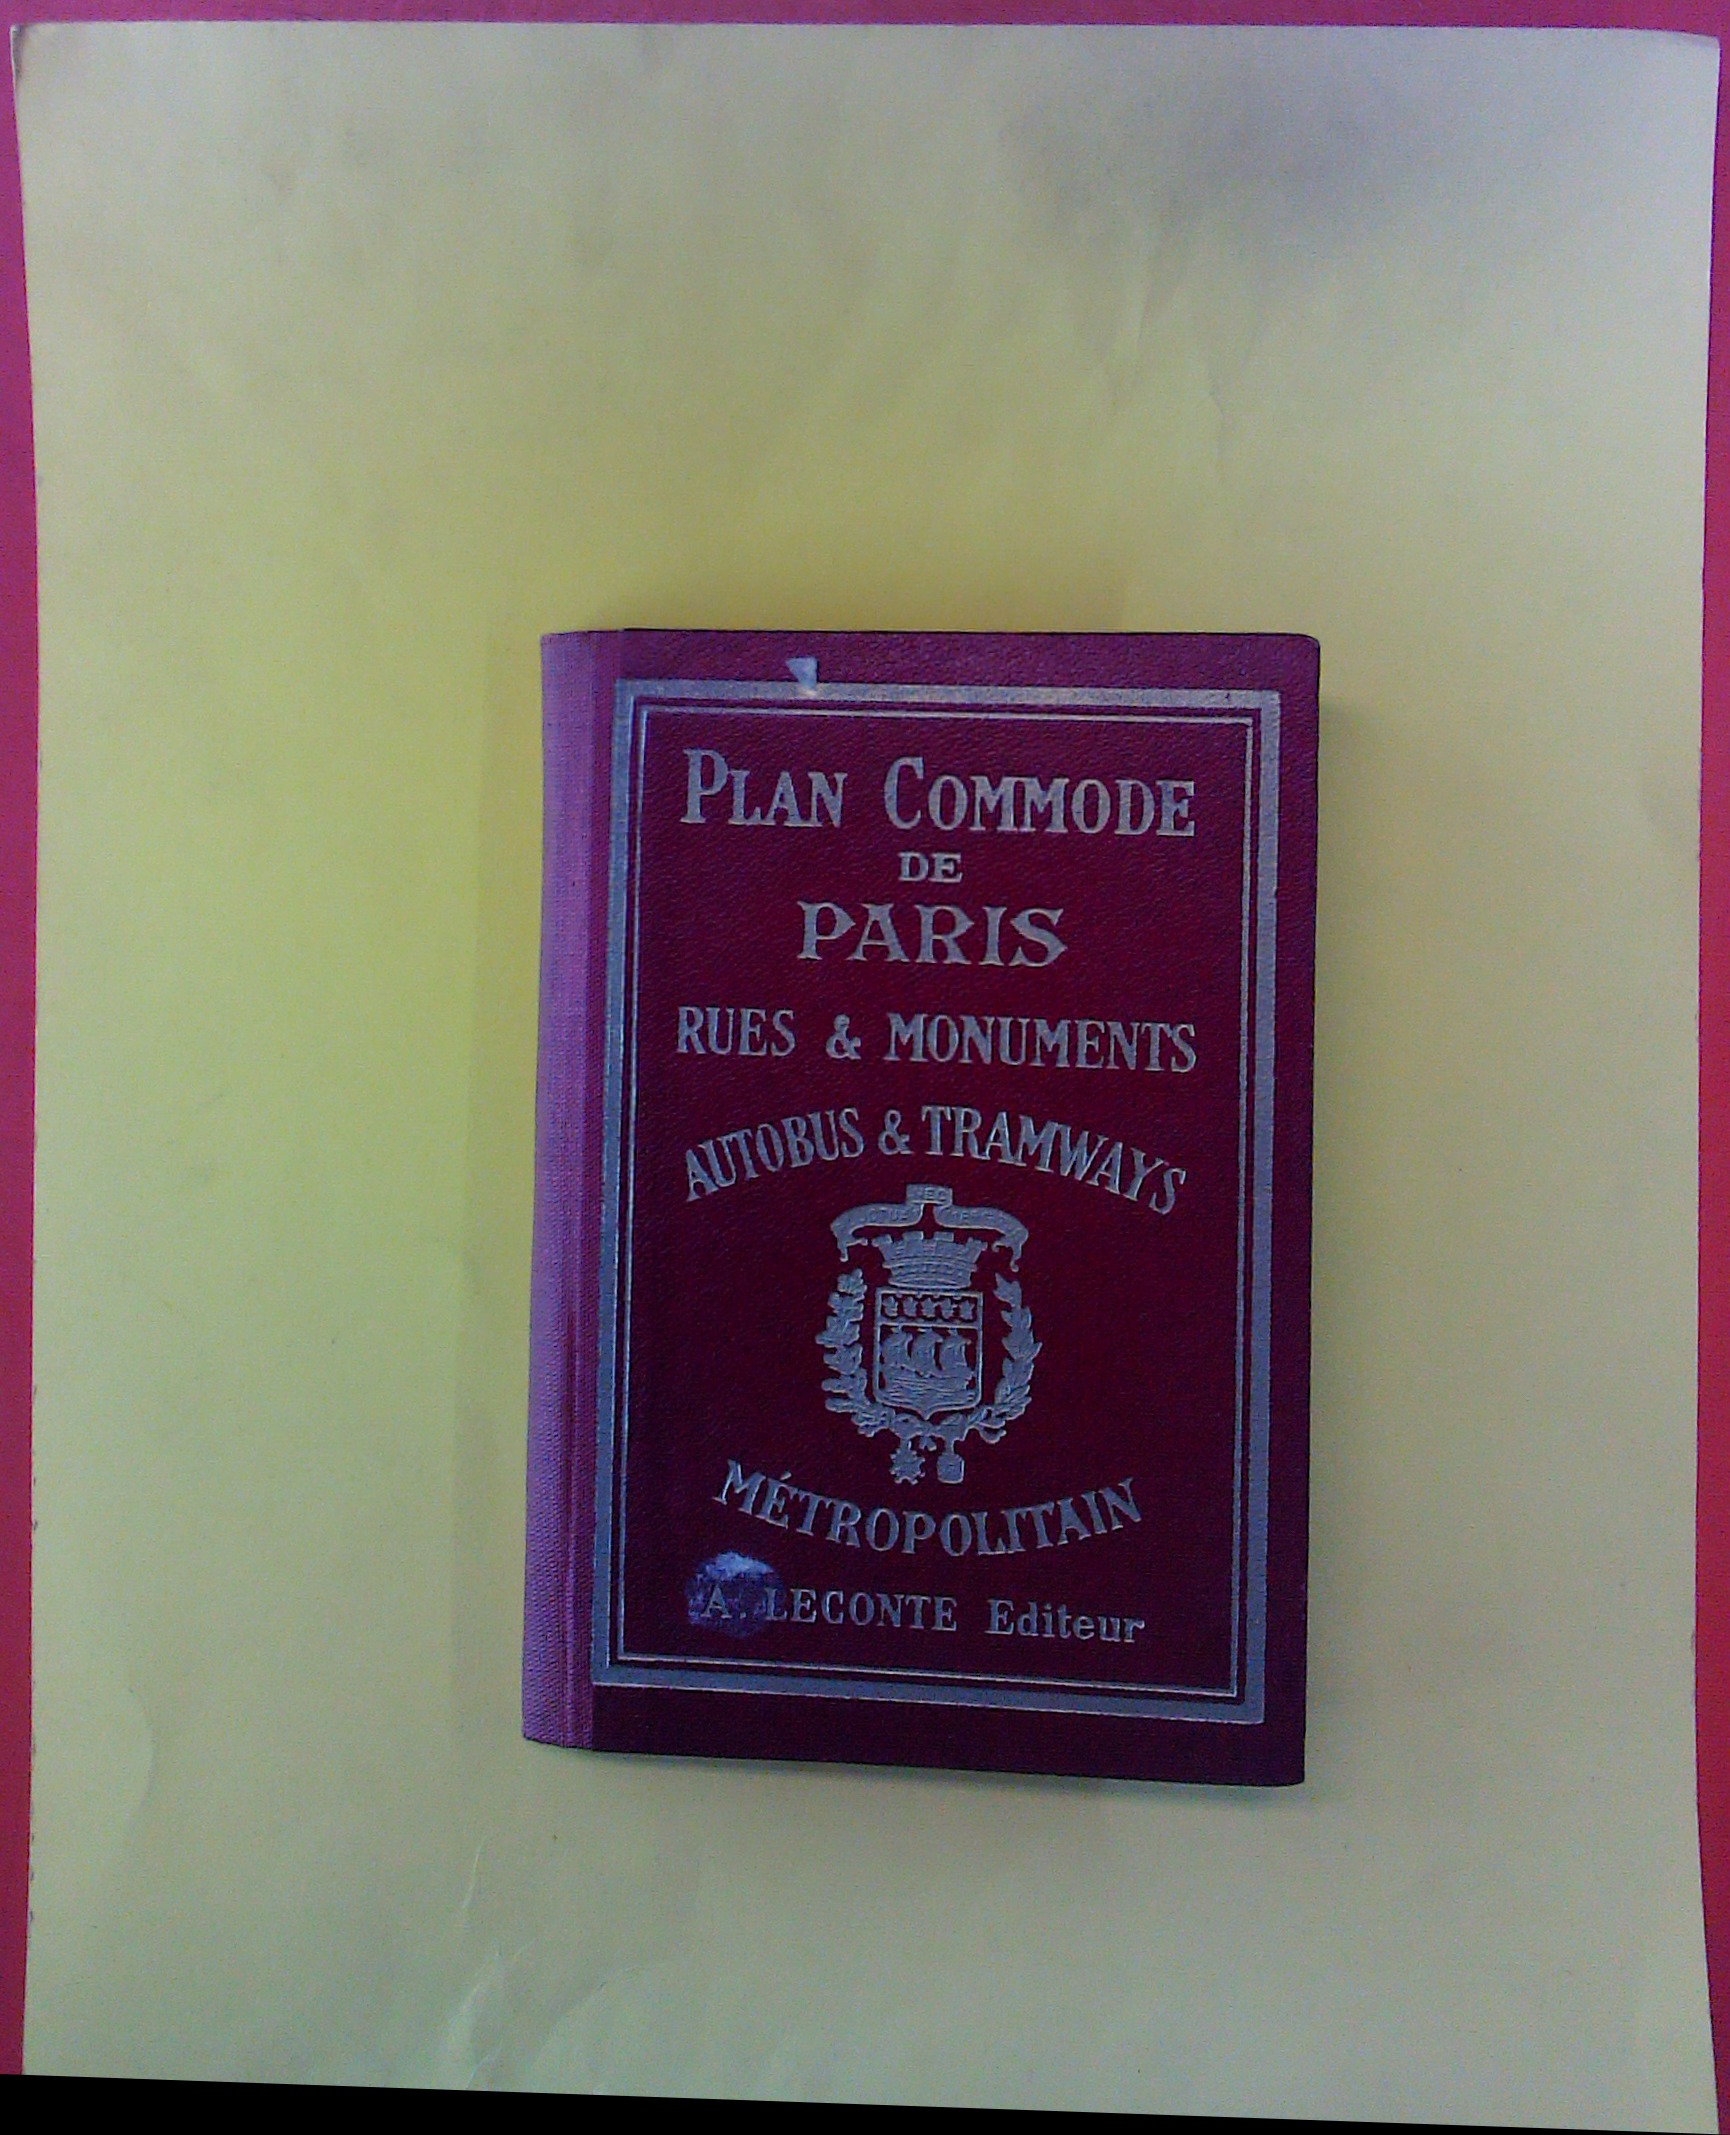 PLAN COMMODE
DE
PARIS
RUES & MONUMENTS
AUTOBUS & TRAMWAYS
MÉTROPOLITAIN
A. LECONTE Editeur